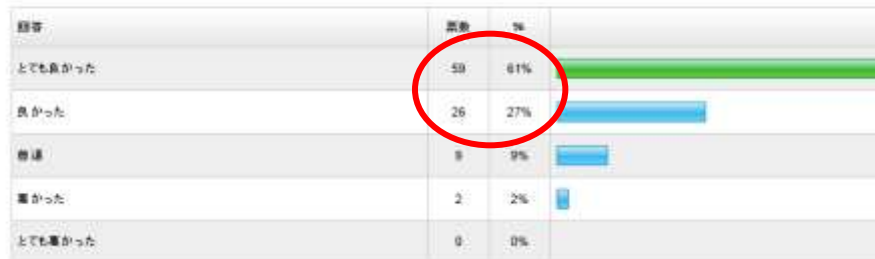 回答 票数 %
とても良かった 59 61%
良かった 26 27%
普通 9 9%
悪かった 2 2%
とても悪かった 0 0%